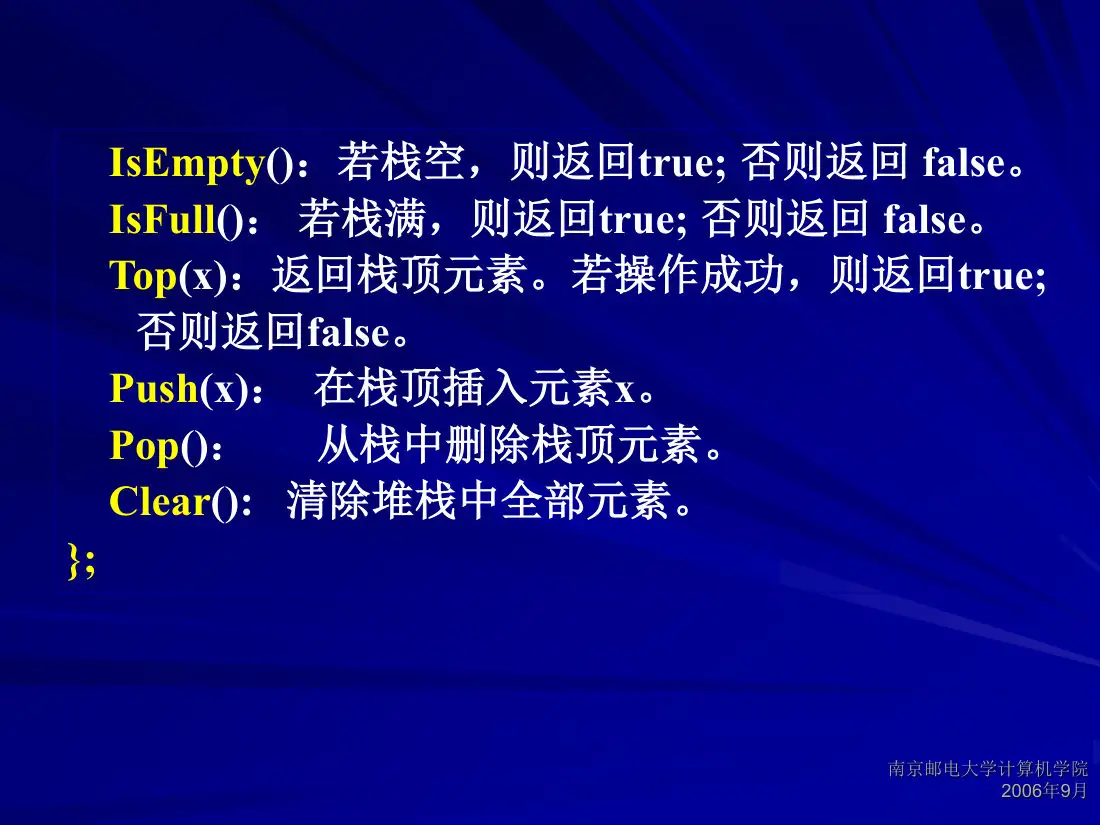 IsEmpty()：若栈空，则返回true; 否则返回 false。
IsFull()： 若栈满，则返回true; 否则返回 false。
Top(x)：返回栈顶元素。若操作成功，则返回true;
否则返回false。
Push(x)： 在栈顶插入元素x。
Pop()： 从栈中删除栈顶元素。
Clear(): 清除堆栈中全部元素。
};
南京邮电大学计算机学院
2006年9月